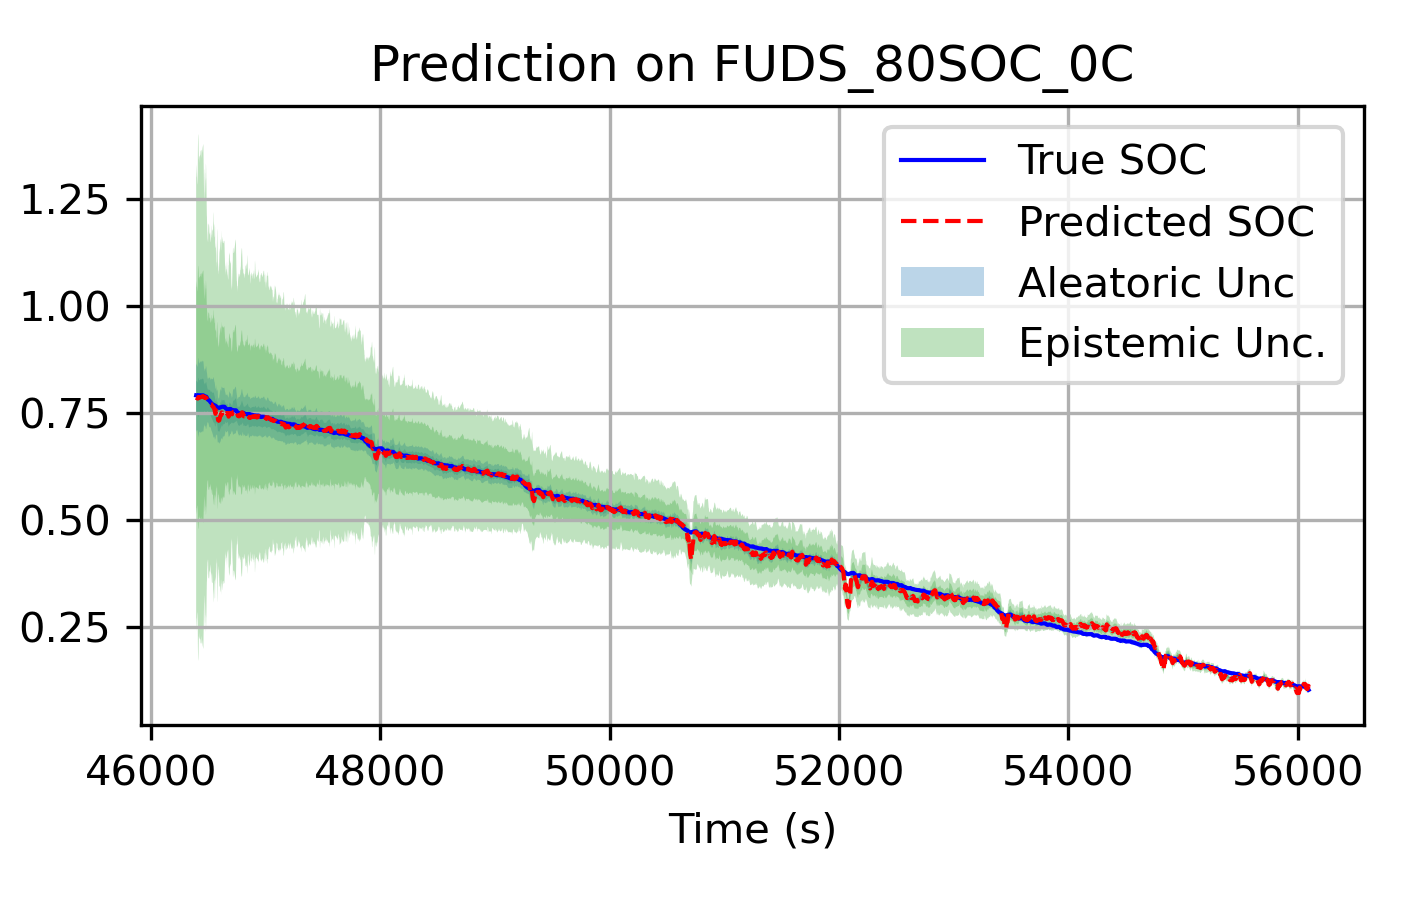 Prediction on FUDS_80SOC_0C
True SOC
Predicted SOC
Aleatoric Unc
Epistemic Unc.
1.25
1.00
0.75
0.50
0.25
46000 48000 50000 52000 54000 56000
Time (s)